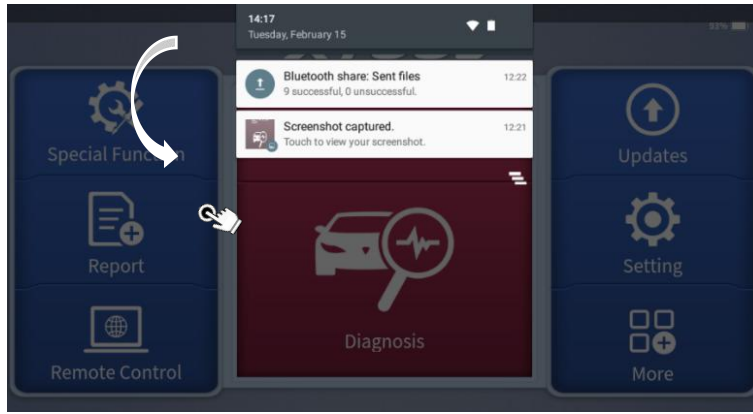 14:17
Tuesday, February 15
32%
Bluetooth share: Sent files 12:22
9 successful, 0 unsuccessful.
Screenshot captured. 12:21
Touch to view your screenshot.
Special Function
Updates
Report
Setting
Diagnosis
Remote Control
More